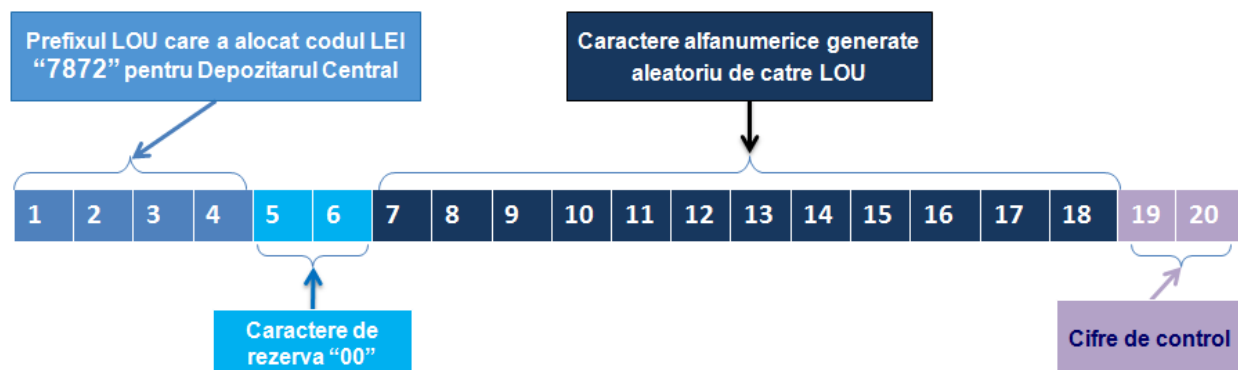 Prefixul LOU care a alocat codul LEI
“7872” pentru Depozitarul Central
Caractere alfanumerice generate
aleatoriu de catre LOU
1 2 3 4 5 6 7 8 9 10 11 12 13 14 15 16 17 18 19 20
Caractere de
rezerva “00”
Cifre de control